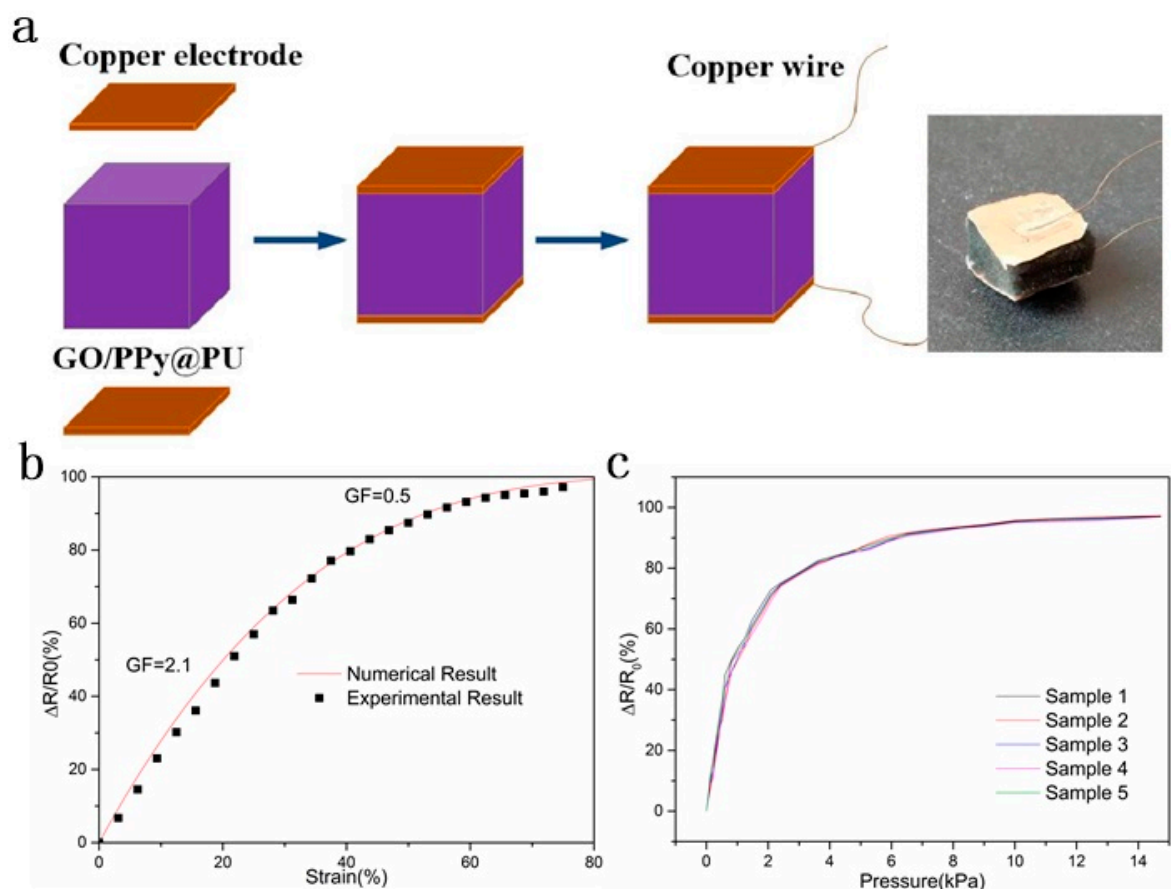 a
Copper electrode
Copper wire
GO/PPy@PU
b
100
80
60
40
20
0
ΔR/R0(%)
GF=0.5
GF=2.1
Numerical Result
Experimental Result
0
20
40
60
80
Strain(%)
c
100
80
60
40
20
0
ΔR/R₀(%)
Sample 1
Sample 2
Sample 3
Sample 4
Sample 5
0
2
4
6
8
10
12
14
Pressure(kPa)